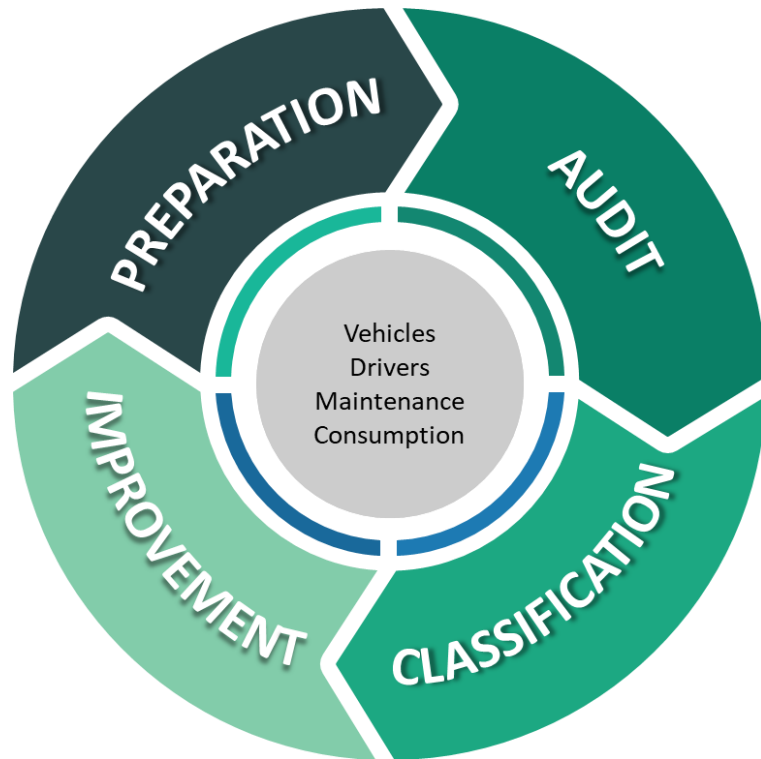 PREPARATION
AUDIT
CLASSIFICATION
IMPROVEMENT
Vehicles
Drivers
Maintenance
Consumption